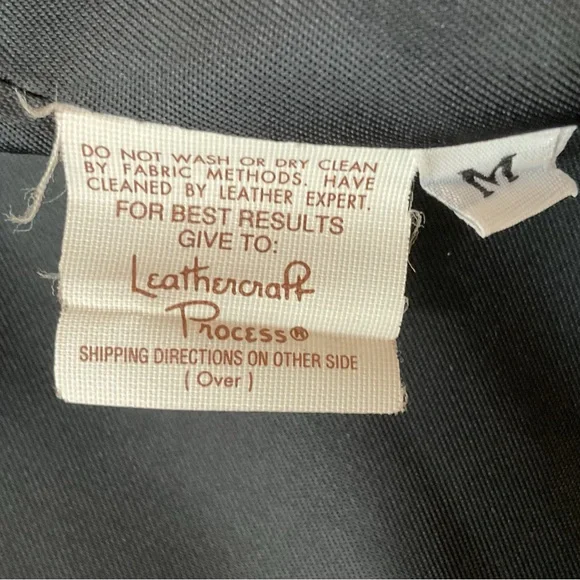 DO NOT WASH OR DRY CLEAN
BY FABRIC METHODS. HAVE
CLEANED BY LEATHER EXPERT.
FOR BEST RESULTS
GIVE TO:
Leathercraft
Process®
SHIPPING DIRECTIONS ON OTHER SIDE
( Over )
M